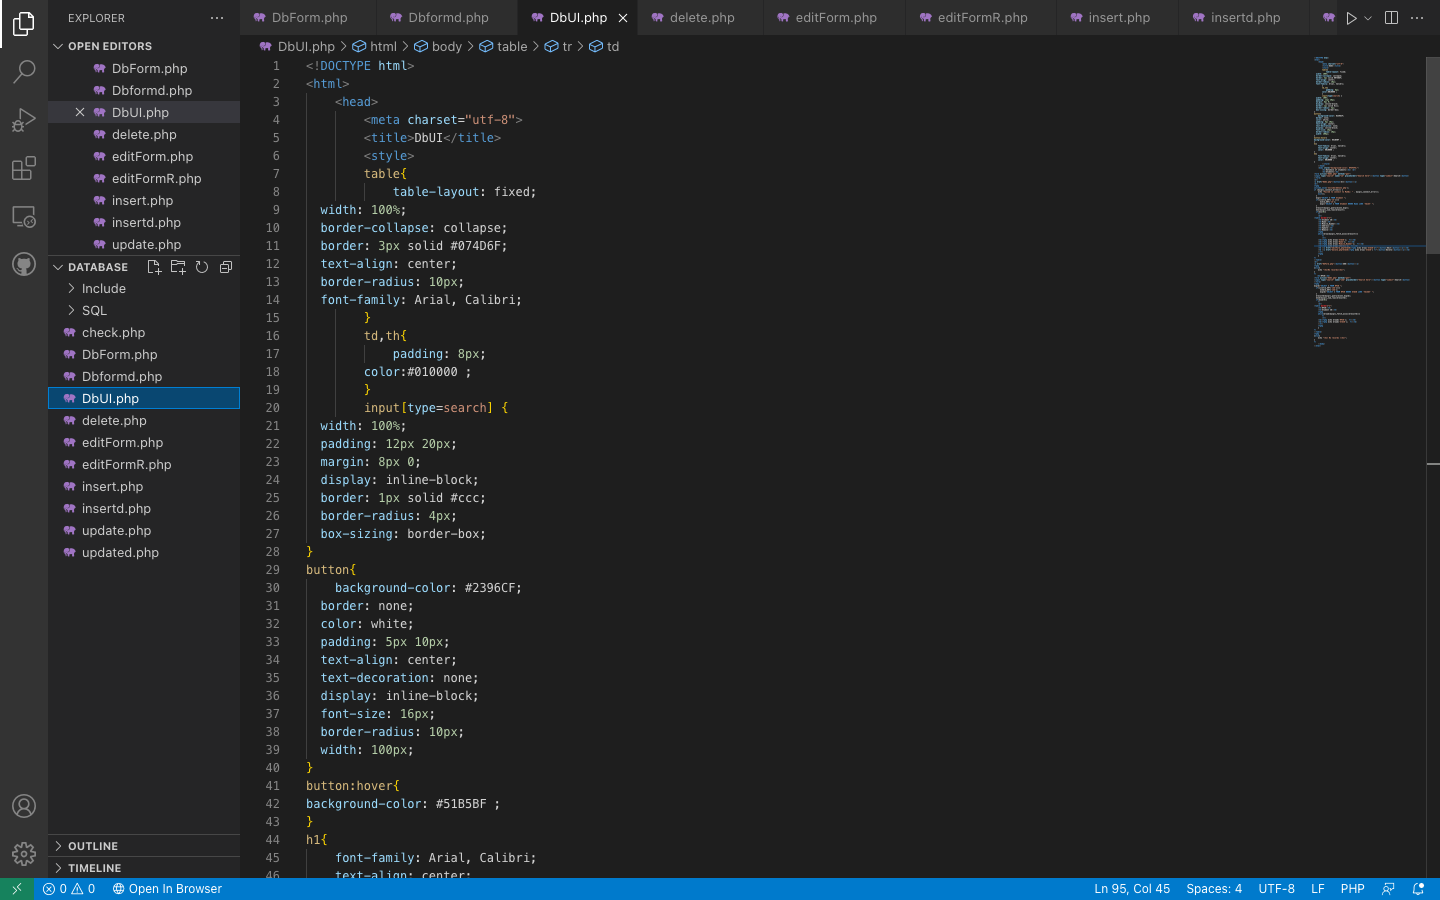 EXPLORER
OPEN EDITORS
DbForm.php
Dbformd.php
DbUI.php
delete.php
editForm.php
editFormR.php
insert.php
insertd.php
update.php
DATABASE
Include
SQL
check.php
DbForm.php
Dbformd.php
DbUI.php
delete.php
editForm.php
editFormR.php
insert.php
insertd.php
update.php
updated.php
OUTLINE
TIMELINE
DbForm.php Dbformd.php DbUI.php delete.php editForm.php editFormR.php insert.php insertd.php
DbUI.php > html > body > table > tr > td
1 <!DOCTYPE html>
2 <html>
3 <head>
4 <meta charset="utf-8">
5 <title>DbUI</title>
6 <style>
7 table{
8 table-layout: fixed;
9 width: 100%;
10 border-collapse: collapse;
11 border: 3px solid #074D6F;
12 text-align: center;
13 border-radius: 10px;
14 font-family: Arial, Calibri;
15 }
16 td,th{
17 padding: 8px;
18 color:#010000 ;
19 }
20 input[type=search] {
21 width: 100%;
22 padding: 12px 20px;
23 margin: 8px 0;
24 display: inline-block;
25 border: 1px solid #ccc;
26 border-radius: 4px;
27 box-sizing: border-box;
28 }
29 button{
30 background-color: #2396CF;
31 border: none;
32 color: white;
33 padding: 5px 10px;
34 text-align: center;
35 text-decoration: none;
36 display: inline-block;
37 font-size: 16px;
38 border-radius: 10px;
39 width: 100px;
40 }
41 button:hover{
42 background-color: #51B5BF ;
43 }
44 h1{
45 font-family: Arial, Calibri;
46 text-align: center;
0 0 Open In Browser Ln 95, Col 45 Spaces: 4 UTF-8 LF PHP